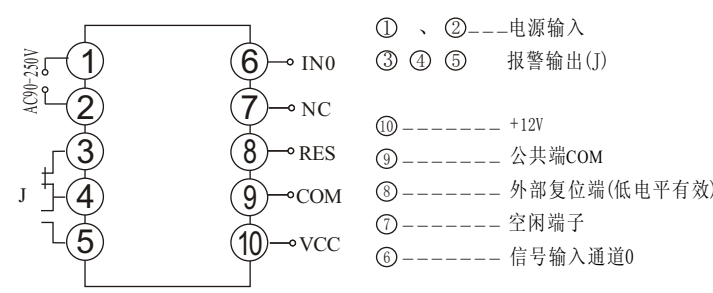 AC90-250V
J
① IN0 ⑥
② NC ⑦
③ RES ⑧
④ COM ⑨
⑤ VCC ⑩
① 、 ②---电源输入
③ ④ ⑤ 报警输出(J)
⑩------- +12V
⑨------- 公共端COM
⑧------- 外部复位端(低电平有效)
⑦------- 空闲端子
⑥------- 信号输入通道0